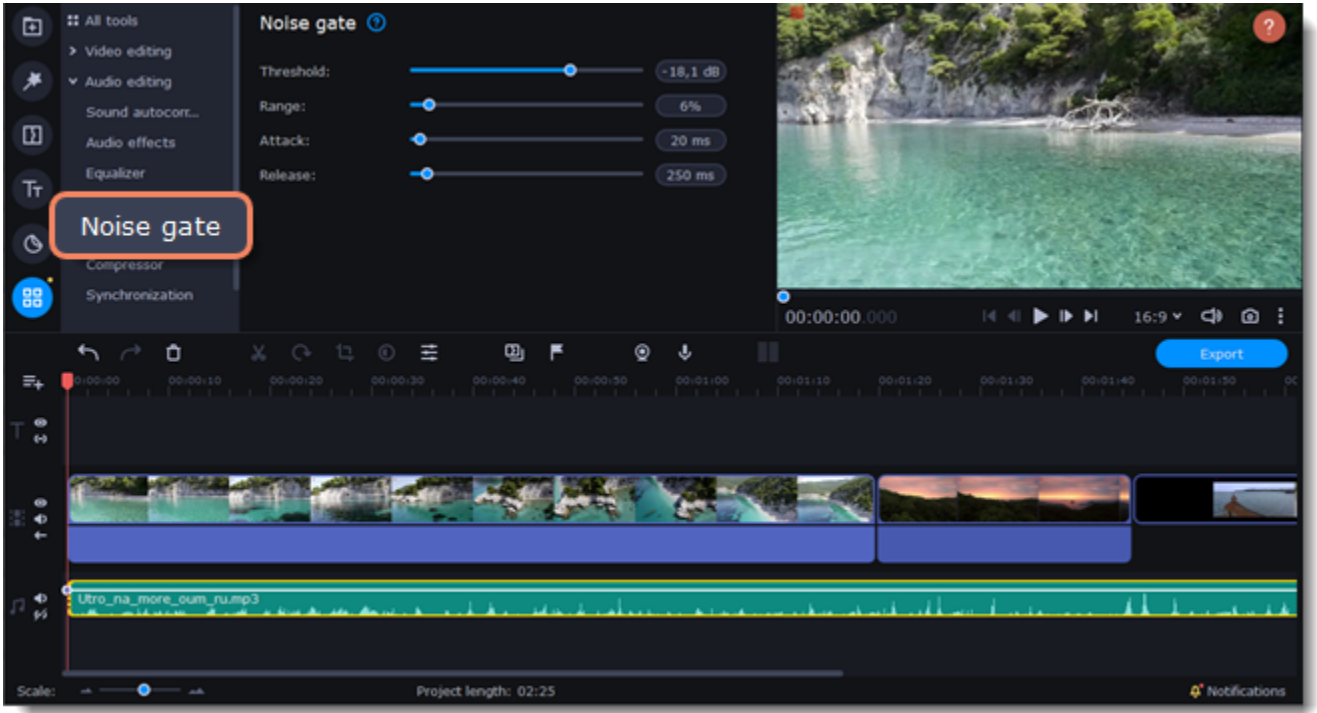 All tools
Video editing
Audio editing
Sound autocorr...
Audio effects
Equalizer
Noise gate
Compressor
Synchronization
Noise gate ?
Threshold: -18,1 dB
Range: 6%
Attack: 20 ms
Release: 250 ms
?
00:00:00.000
16:9
Export
0:00:00 00:00:10 00:00:20 00:00:30 00:00:40 00:00:50 00:01:00 00:01:10 00:01:20 00:01:30 00:01:40 00:01:50 00
Utro_na_more_oum_ru.mp3
Scale:
Project length: 02:25
Notifications